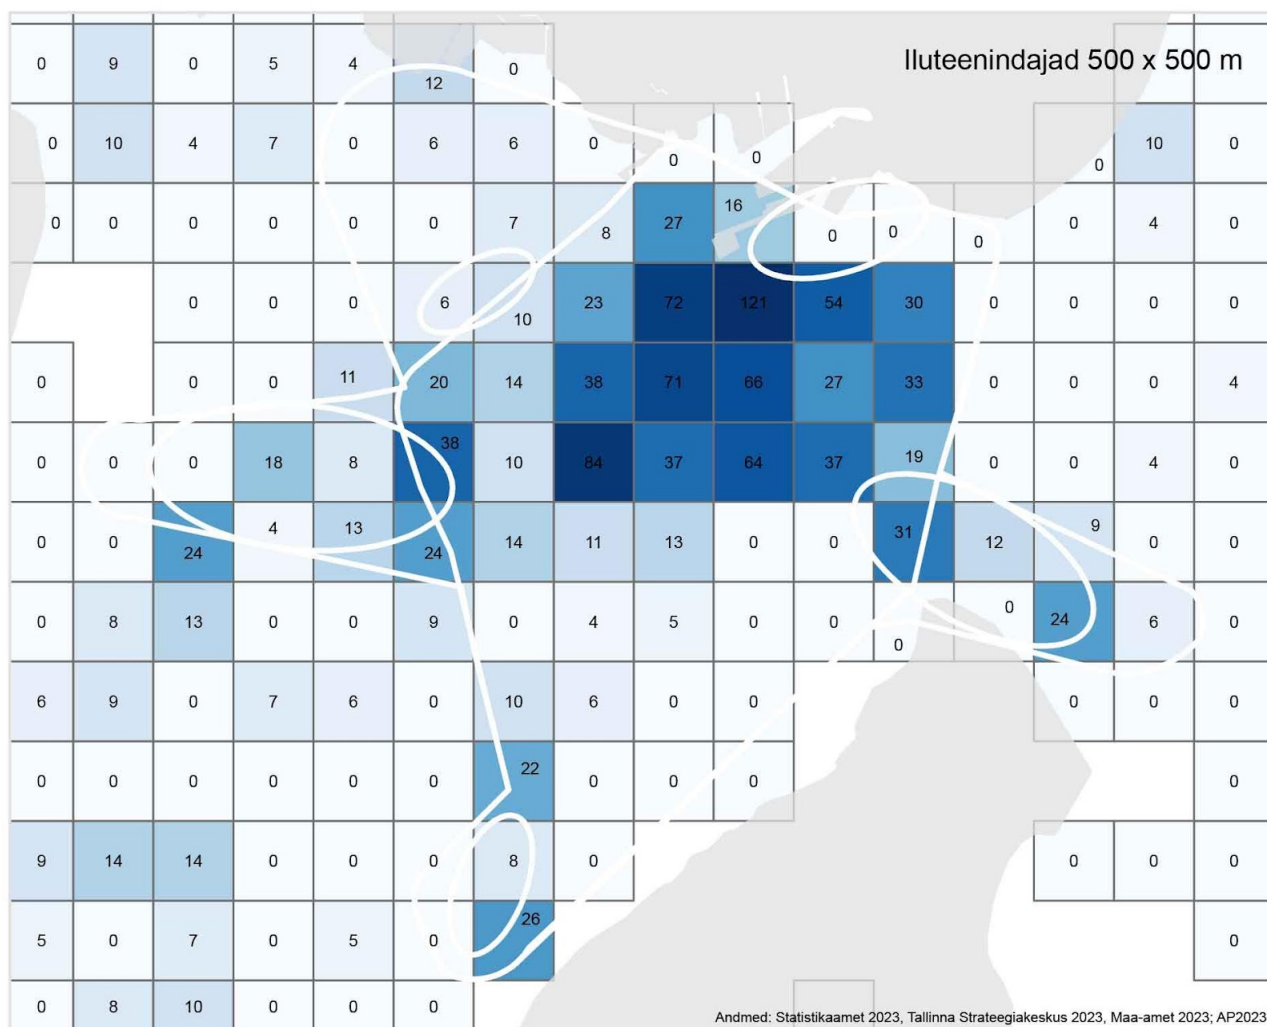 Iluteenindajad 500 x 500 m
0 9 0 5 4 12 0
0 10 4 7 0 6 6 0 0 0 0 10 0
0 0 0 0 0 0 7 8 27 16 0 0 0 0 4 0
0 0 0 6 10 23 72 121 54 30 0 0 0 0
0 0 0 11 20 14 38 71 66 27 33 0 0 0 4
0 0 0 18 8 38 10 84 37 64 37 19 0 0 4 0
0 0 24 4 13 24 14 11 13 0 0 31 12 9 0 0
0 8 13 0 0 9 0 4 5 0 0 0 0 24 6 0
6 9 0 7 6 0 10 6 0 0 0 0 0
0 0 0 0 0 0 22 0 0 0 0
9 14 14 0 0 0 8 0 0 0 0
5 0 7 0 5 0 26 0
0 8 10 0 0 0
Andmed: Statistikaamet 2023, Tallinna Strateegiakeskus 2023, Maa-amet 2023; AP2023